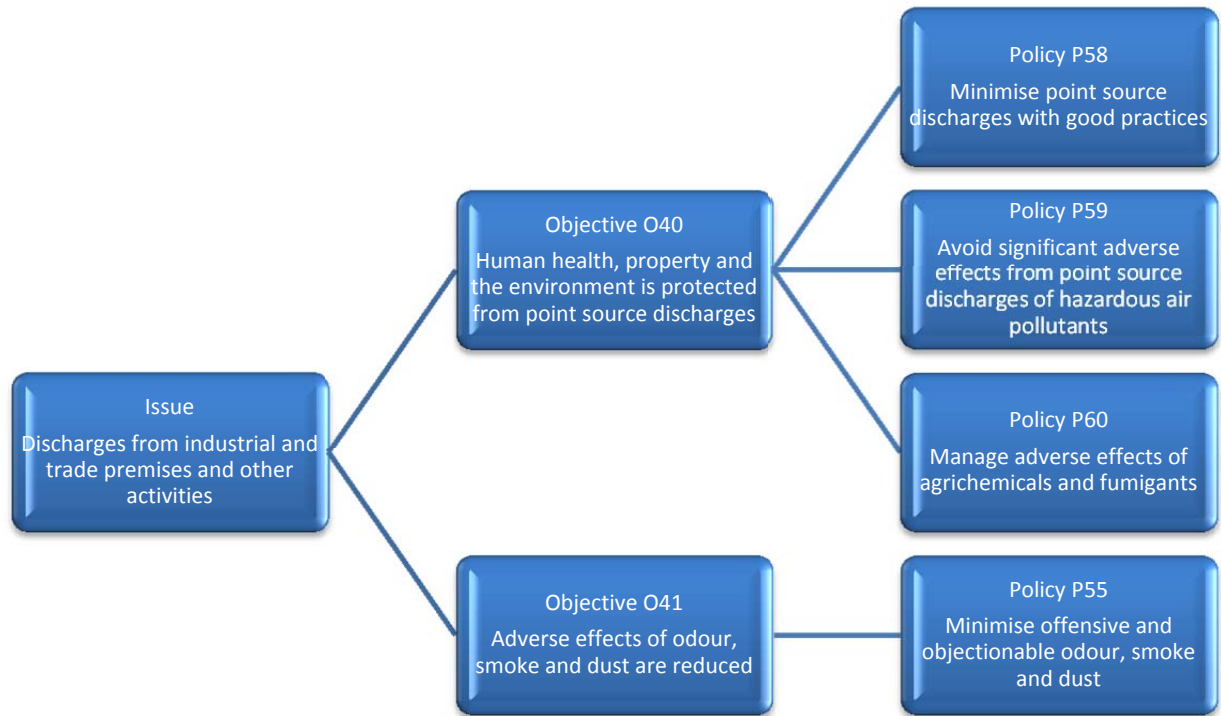 Issue
Discharges from industrial and
trade premises and other
activities
Objective O40
Human health, property and
the environment is protected
from point source discharges
Policy P58
Minimise point source
discharges with good practices
Policy P59
Avoid significant adverse
effects from point source
discharges of hazardous air
pollutants
Policy P60
Manage adverse effects of
agrichemicals and fumigants
Objective O41
Adverse effects of odour,
smoke and dust are reduced
Policy P55
Minimise offensive and
objectionable odour, smoke
and dust